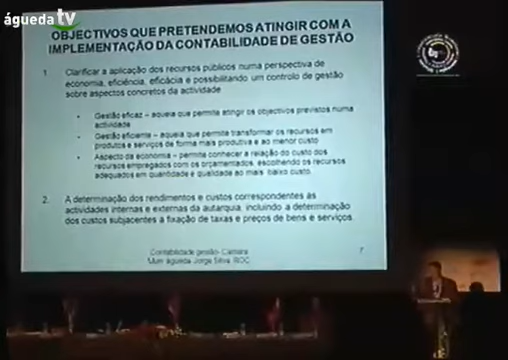 águeda tv
OBJECTIVOS QUE PRETENDEMOS ATINGIR COM A
IMPLEMENTAÇÃO DA CONTABILIDADE DE GESTÃO
1. Clarificar a aplicação dos recursos públicos numa perspectiva de
economia, eficiência, eficácia e possibilitando um controlo de gestão
sobre aspectos concretos da actividade
• Gestão eficaz – aquela que permite atingir os objectivos previstos numa
actividade
• Gestão eficiente – aquela que permite transformar os recursos em
produtos e serviços de forma mais produtiva e ao menor custo
• Aspecto da economia – permite conhecer a relação do custo dos
recursos empregados com os orçamentados, escolhendo os recursos
adequados em quantidade e qualidade ao mais baixo custo.
2. A determinação dos rendimentos e custos correspondentes às
actividades internas e externas da autarquia, incluindo a determinação
dos custos subjacentes à fixação de taxas e preços de bens e serviços.
Contabilidade gestão- Câmara
Mun águeda Jorge Silva ROC
7